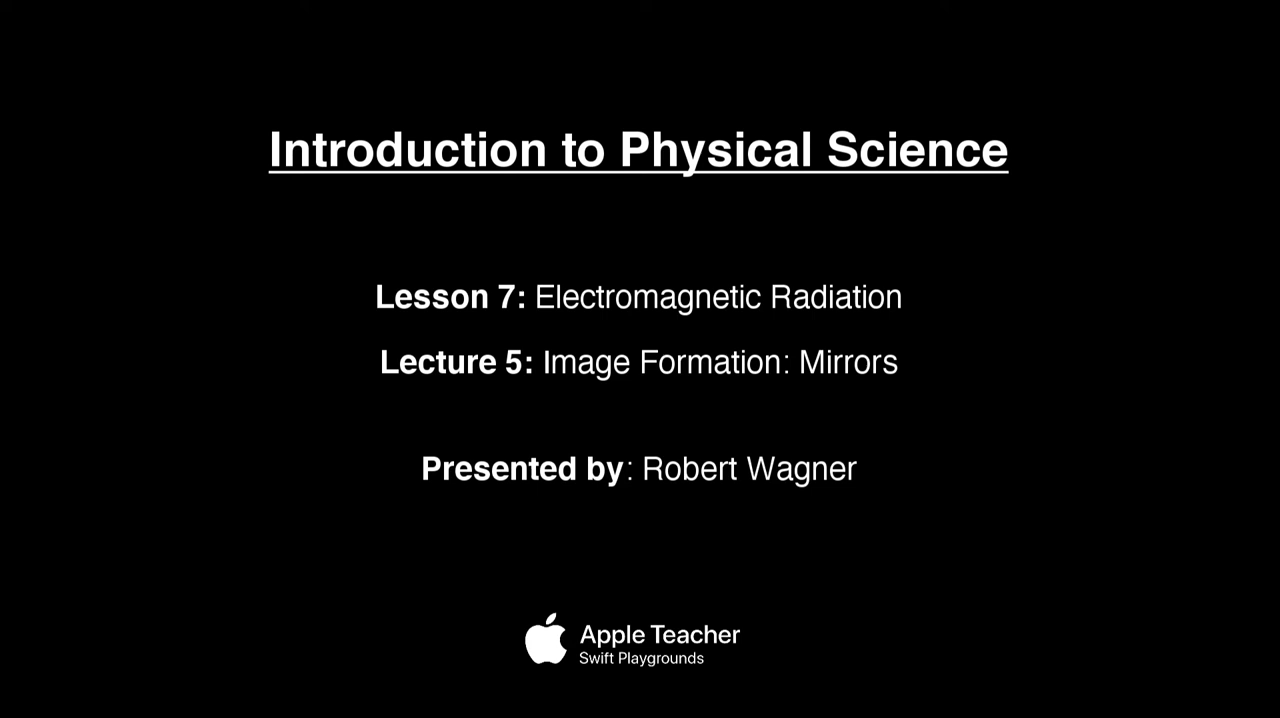 Introduction to Physical Science
Lesson 7: Electromagnetic Radiation
Lecture 5: Image Formation: Mirrors
Presented by: Robert Wagner
Apple Teacher
Swift Playgrounds